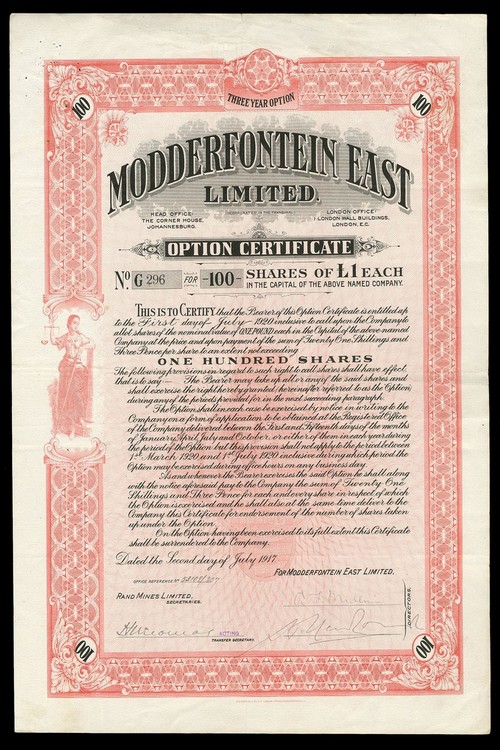 100
THREE YEAR OPTION
100
MODDERFONTEIN EAST
LIMITED.
(INCORPORATED IN THE TRANSVAAL.)
HEAD OFFICE:
THE CORNER HOUSE,
JOHANNESBURG.
LONDON OFFICE:
1 LONDON WALL BUILDINGS,
LONDON, E.C.
OPTION CERTIFICATE
No. G 296 FOR -100- SHARES OF £1 EACH
IN THE CAPITAL OF THE ABOVE NAMED COMPANY.
THIS IS TO CERTIFY that the Bearer of this Option Certificate is entitled up
to the First day of July 1920 inclusive to call upon the Company to
allot shares of the nominal value of ONE POUND each in the Capital of the above named
Company at the price and upon payment of the sum of Twenty One Shillings and
Three Pence per share to an extent not exceeding
ONE HUNDRED SHARES
The following provisions in regard to such right to call shares shall have effect,
that is to say:— The Bearer may take up all or any of the said shares and
shall exercise the right hereby granted (hereinafter referred to as the Option)
during any of the periods provided for in the next succeeding paragraph.
The Option shall in each case be exercised by notice in writing to the
Company on a form of application to be obtained at the Registered Office
of the Company delivered between the First and Fifteenth days of the months
of January, April, July and October, or either of them in each year during
the period of the Option but this provision shall not apply to the period between
1st March 1920 and 1st July 1920 inclusive during which period the
Option may be exercised during office hours on any business day.
As and whenever the Bearer exercises the said Option he shall along
with the notice aforesaid pay to the Company the sum of Twenty One
Shillings and Three Pence for each and every share in respect of which
the Option is exercised and he shall also at the same time deliver to the
Company this Certificate for endorsement of the number of shares taken
up under the Option.
On the Option having been exercised to its full extent this Certificate
shall be surrendered to the Company.
Dated the Second day of July 1917.
FOR MODDERFONTEIN EAST, LIMITED.
OFFICE REFERENCE No.
RAND MINES LIMITED,
SECRETARIES.
DIRECTORS.
ACTING
TRANSFER SECRETARY.
100
100